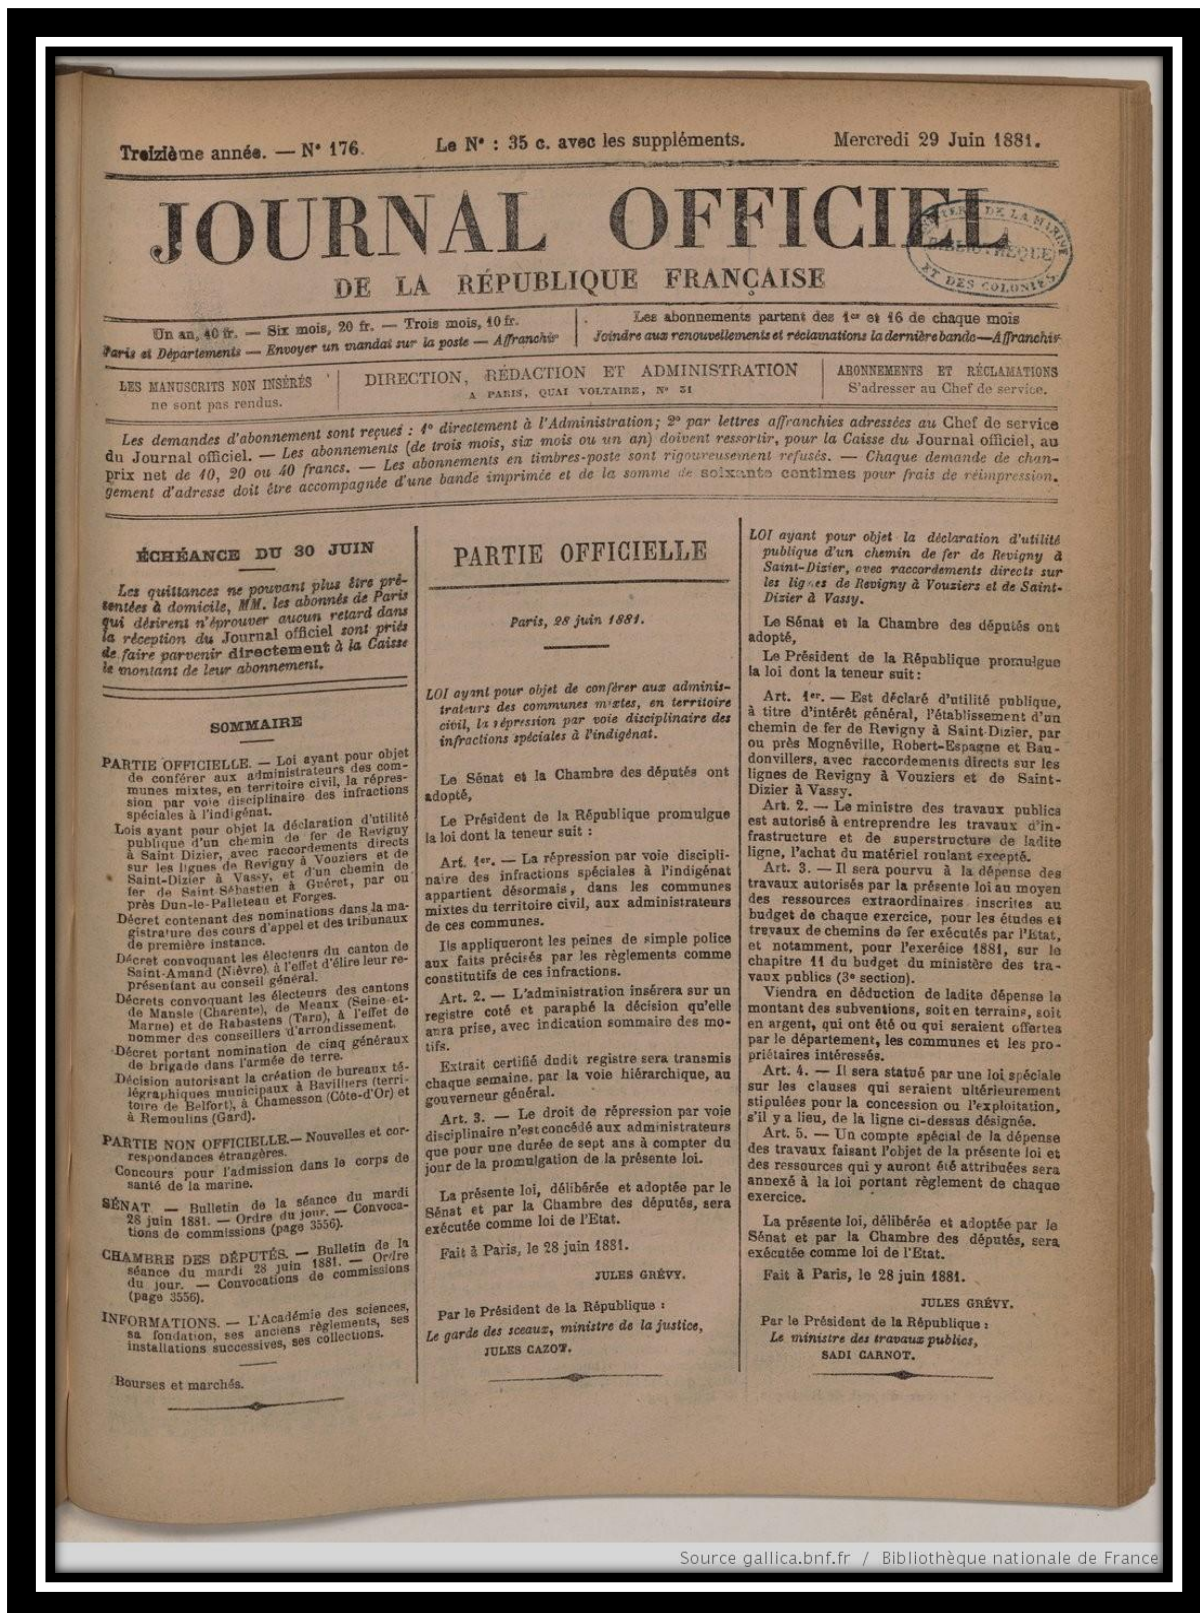 Treizième année. — N° 176.
Le N° : 35 c. avec les suppléments.
Mercredi 29 Juin 1881.
JOURNAL OFFICIEL
DE LA RÉPUBLIQUE FRANÇAISE
BIBLIOTHÈQUE
ET DES COLONIES
Un an, 40 fr. — Six mois, 20 fr. — Trois mois, 10 fr.
Paris et Départements — Envoyer un mandat sur la poste — Affranchir
Les abonnements partent des 1er et 16 de chaque mois
Joindre aux renouvellements et réclamations la dernière bande — Affranchir
LES MANUSCRITS NON INSÉRÉS
ne sont pas rendus.
DIRECTION, RÉDACTION ET ADMINISTRATION
A PARIS, QUAI VOLTAIRE, N° 31
ABONNEMENTS ET RÉCLAMATIONS
S'adresser au Chef de service.
Les demandes d'abonnement sont reçues : 1° directement à l'Administration; 2° par lettres affranchies adressées au Chef de service
du Journal officiel. — Les abonnements (de trois mois, six mois ou un an) doivent ressortir, pour la Caisse du Journal officiel, au
prix net de 10, 20 ou 40 francs. — Les abonnements en timbres-poste sont rigoureusement refusés. — Chaque demande de chan-
gement d'adresse doit être accompagnée d'une bande imprimée et de la somme de soixante centimes pour frais de réimpression.
ÉCHÉANCE DU 30 JUIN
Les quittances ne pouvant plus être pré-
sentées à domicile, MM. les abonnés de Paris
qui désirent n'éprouver aucun retard dans
la réception du Journal officiel sont priés
de faire parvenir directement à la Caisse
le montant de leur abonnement.
SOMMAIRE
PARTIE OFFICIELLE. — Loi ayant pour objet
de conférer aux administrateurs des com-
munes mixtes, en territoire civil, la répres-
sion par voie disciplinaire des infractions
spéciales à l'indigénat.
Lois ayant pour objet la déclaration d'utilité
publique d'un chemin de fer de Revigny
à Saint Dizier, avec raccordements directs
sur les lignes de Revigny à Vouziers et de
Saint-Dizier à Vassy, et d'un chemin de
fer de Saint-Sébastien à Guéret, par ou
près Dun-le-Palleteau et Forges.
Décret contenant des nominations dans la ma-
gistrature des cours d'appel et des tribunaux
de première instance.
Décret convoquant les électeurs du canton de
Saint-Amand (Nièvre), à l'effet d'élire leur re-
présentant au conseil général.
Décrets convoquant les électeurs des cantons
de Mansle (Charente), de Meaux (Seine-et-
Marne) et de Rabastens (Tarn), à l'effet de
nommer des conseillers d'arrondissement.
Décret portant nomination de cinq généraux
de brigade dans l'armée de terre.
Décision autorisant la création de bureaux té-
légraphiques municipaux à Bavilliers (terri-
toire de Belfort), à Chamesson (Côte-d'Or) et
à Remoulins (Gard).
PARTIE NON OFFICIELLE. — Nouvelles et cor-
respondances étrangères.
Concours pour l'admission dans le corps de
santé de la marine.
SÉNAT — Bulletin de la séance du mardi
28 juin 1881. — Ordre du jour. — Convoca-
tions de commissions (page 3556).
CHAMBRE DES DÉPUTÉS. — Bulletin de la
séance du mardi 28 juin 1881. — Ordre
du jour. — Convocations de commissions
(page 3556).
INFORMATIONS. — L'Académie des sciences,
sa fondation, ses anciens règlements, ses
installations successives, ses collections.
Bourses et marchés.
PARTIE OFFICIELLE
Paris, 28 juin 1881.
LOI ayant pour objet de conférer aux adminis-
trateurs des communes mixtes, en territoire
civil, la répression par voie disciplinaire des
infractions spéciales à l'indigénat.
Le Sénat et la Chambre des députés ont
adopté,
Le Président de la République promulgue
la loi dont la teneur suit :
Art. 1er. — La répression par voie discipli-
naire des infractions spéciales à l'indigénat
appartient désormais, dans les communes
mixtes du territoire civil, aux administrateurs
de ces communes.
Ils appliqueront les peines de simple police
aux faits précisés par les règlements comme
constitutifs de ces infractions.
Art. 2. — L'administration insérera sur un
registre coté et paraphé la décision qu'elle
aura prise, avec indication sommaire des mo-
tifs.
Extrait certifié dudit registre sera transmis
chaque semaine, par la voie hiérarchique, au
gouverneur général.
Art. 3. — Le droit de répression par voie
disciplinaire n'est concédé aux administrateurs
que pour une durée de sept ans à compter du
jour de la promulgation de la présente loi.
La présente loi, délibérée et adoptée par le
Sénat et par la Chambre des députés, sera
exécutée comme loi de l'Etat.
Fait à Paris, le 28 juin 1881.
JULES GRÉVY.
Par le Président de la République :
Le garde des sceaux, ministre de la justice,
JULES CAZOT.
LOI ayant pour objet la déclaration d'utilité
publique d'un chemin de fer de Revigny à
Saint-Dizier, avec raccordements directs sur
les lignes de Revigny à Vouziers et de Saint-
Dizier à Vassy.
Le Sénat et la Chambre des députés ont
adopté,
Le Président de la République promulgue
la loi dont la teneur suit :
Art. 1er. — Est déclaré d'utilité publique,
à titre d'intérêt général, l'établissement d'un
chemin de fer de Revigny à Saint-Dizier, par
ou près Mognéville, Robert-Espagne et Bau-
donvillers, avec raccordements directs sur les
lignes de Revigny à Vouziers et de Saint-
Dizier à Vassy.
Art. 2. — Le ministre des travaux publics
est autorisé à entreprendre les travaux d'in-
frastructure et de superstructure de ladite
ligne, l'achat du matériel roulant excepté.
Art. 3. — Il sera pourvu à la dépense des
travaux autorisés par la présente loi au moyen
des ressources extraordinaires inscrites au
budget de chaque exercice, pour les études et
travaux de chemins de fer exécutés par l'Etat,
et notamment, pour l'exercice 1881, sur le
chapitre 11 du budget du ministère des tra-
vaux publics (3e section).
Viendra en déduction de ladite dépense le
montant des subventions, soit en terrains, soit
en argent, qui ont été ou qui seraient offertes
par le département, les communes et les pro-
priétaires intéressés.
Art. 4. — Il sera statué par une loi spéciale
sur les clauses qui seraient ultérieurement
stipulées pour la concession ou l'exploitation,
s'il y a lieu, de la ligne ci-dessus désignée.
Art. 5. — Un compte spécial de la dépense
des travaux faisant l'objet de la présente loi et
des ressources qui y auront été attribuées sera
annexé à la loi portant règlement de chaque
exercice.
La présente loi, délibérée et adoptée par le
Sénat et par la Chambre des députés, sera
exécutée comme loi de l'Etat.
Fait à Paris, le 28 juin 1881.
JULES GRÉVY.
Par le Président de la République :
Le ministre des travaux publics,
SADI CARNOT.
Source gallica.bnf.fr / Bibliothèque nationale de France